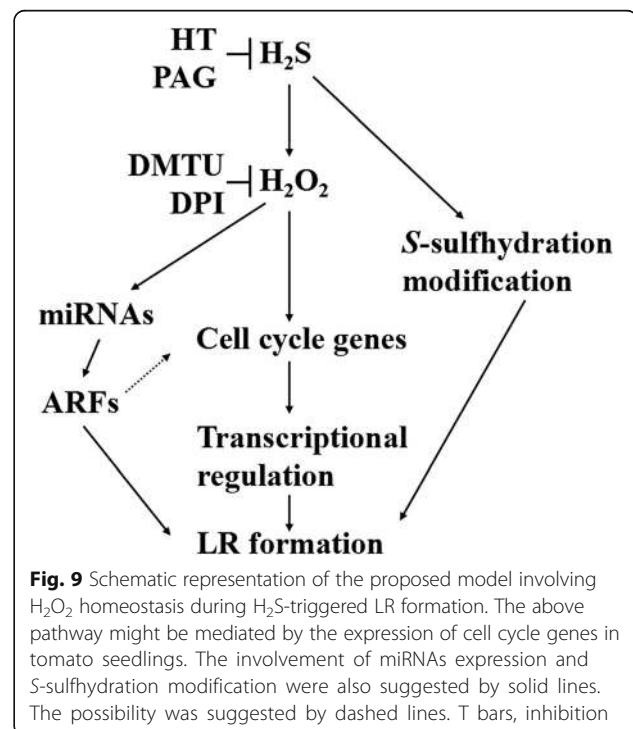 HT
PAG
H₂S
DMTU
DPI
H₂O₂
S-sulfhydration
modification
miRNAs
Cell cycle genes
ARFs
Transcriptional
regulation
LR formation
Fig. 9 Schematic representation of the proposed model involving
H₂O₂ homeostasis during H₂S-triggered LR formation. The above
pathway might be mediated by the expression of cell cycle genes in
tomato seedlings. The involvement of miRNAs expression and
S-sulfhydration modification were also suggested by solid lines.
The possibility was suggested by dashed lines. T bars, inhibition